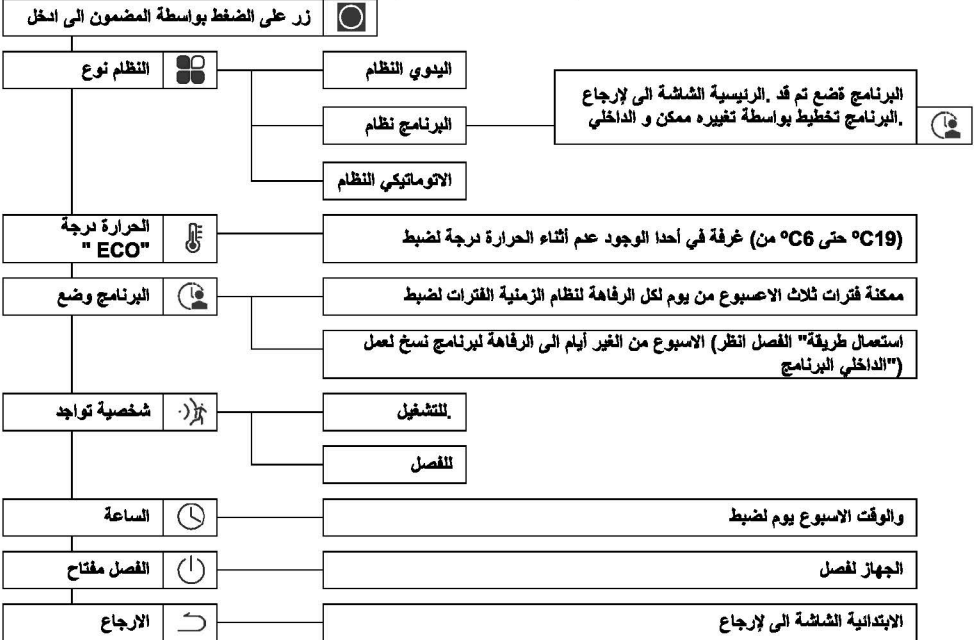 زر على الضغط بواسطة المضمون الى ادخل
النظام نوع
اليدوي النظام
البرنامج نظام
البرنامج قضع تم قد .الرئيسية الشاشة الى لإرجاع
.البرنامج تخطيط بواسطة تغييره ممكن و الداخلي
الاتوماتيكي النظام
الحرارة درجة
"ECO "
(ºC19 حتى ºC6 من) غرفة في أحدا الوجود عدم أثناء الحرارة درجة لضبط
البرنامج وضع
ممكنة فترات ثلاث الاعسبوع من يوم لكل الرفاهة لنظام الزمنية الفترات لضبط
استعمال طريقة" الفصل انظر) الاسبوع من الغير أيام الى الرفاهة لبرنامج نسخ لعمل
("الداخلي البرنامج
شخصية تواجد
.للتشغيل
للفصل
الساعة
والوقت الاسبوع يوم لضبط
الفصل مفتاح
الجهاز لفصل
الارجاع
الابتدائية الشاشة الى لإرجاع